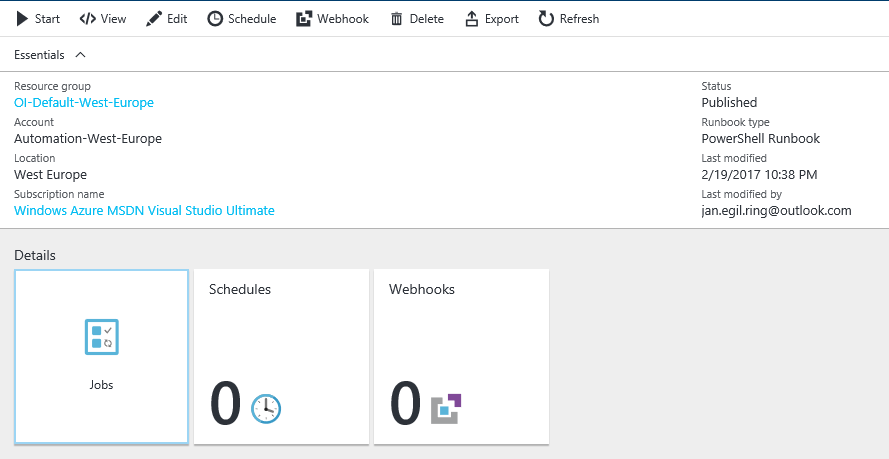 Start View Edit Schedule Webhook Delete Export Refresh
Essentials
Resource group
OI-Default-West-Europe
Account
Automation-West-Europe
Location
West Europe
Subscription name
Windows Azure MSDN Visual Studio Ultimate
Status
Published
Runbook type
PowerShell Runbook
Last modified
2/19/2017 10:38 PM
Last modified by
jan.egil.ring@outlook.com
Details
Jobs
Schedules
0
Webhooks
0